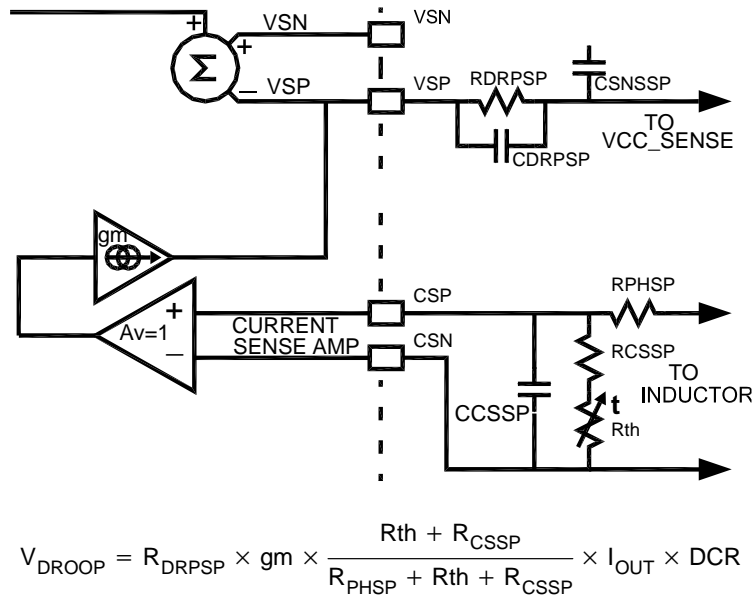 +
VSN
VSN
+
Σ
−
VSP
VSP
RDRPSP
CSNSSP
CDRPSP
TO
VCC_SENSE
gm
CSP
RPHSP
Av=1
+
−
CURRENT
SENSE AMP
CSN
RCSSP
TO
INDUCTOR
CCSSP
t
Rth
V_DROOP = R_DRPSP × gm × (Rth + R_CSSP) / (R_PHSP + Rth + R_CSSP) × I_OUT × DCR